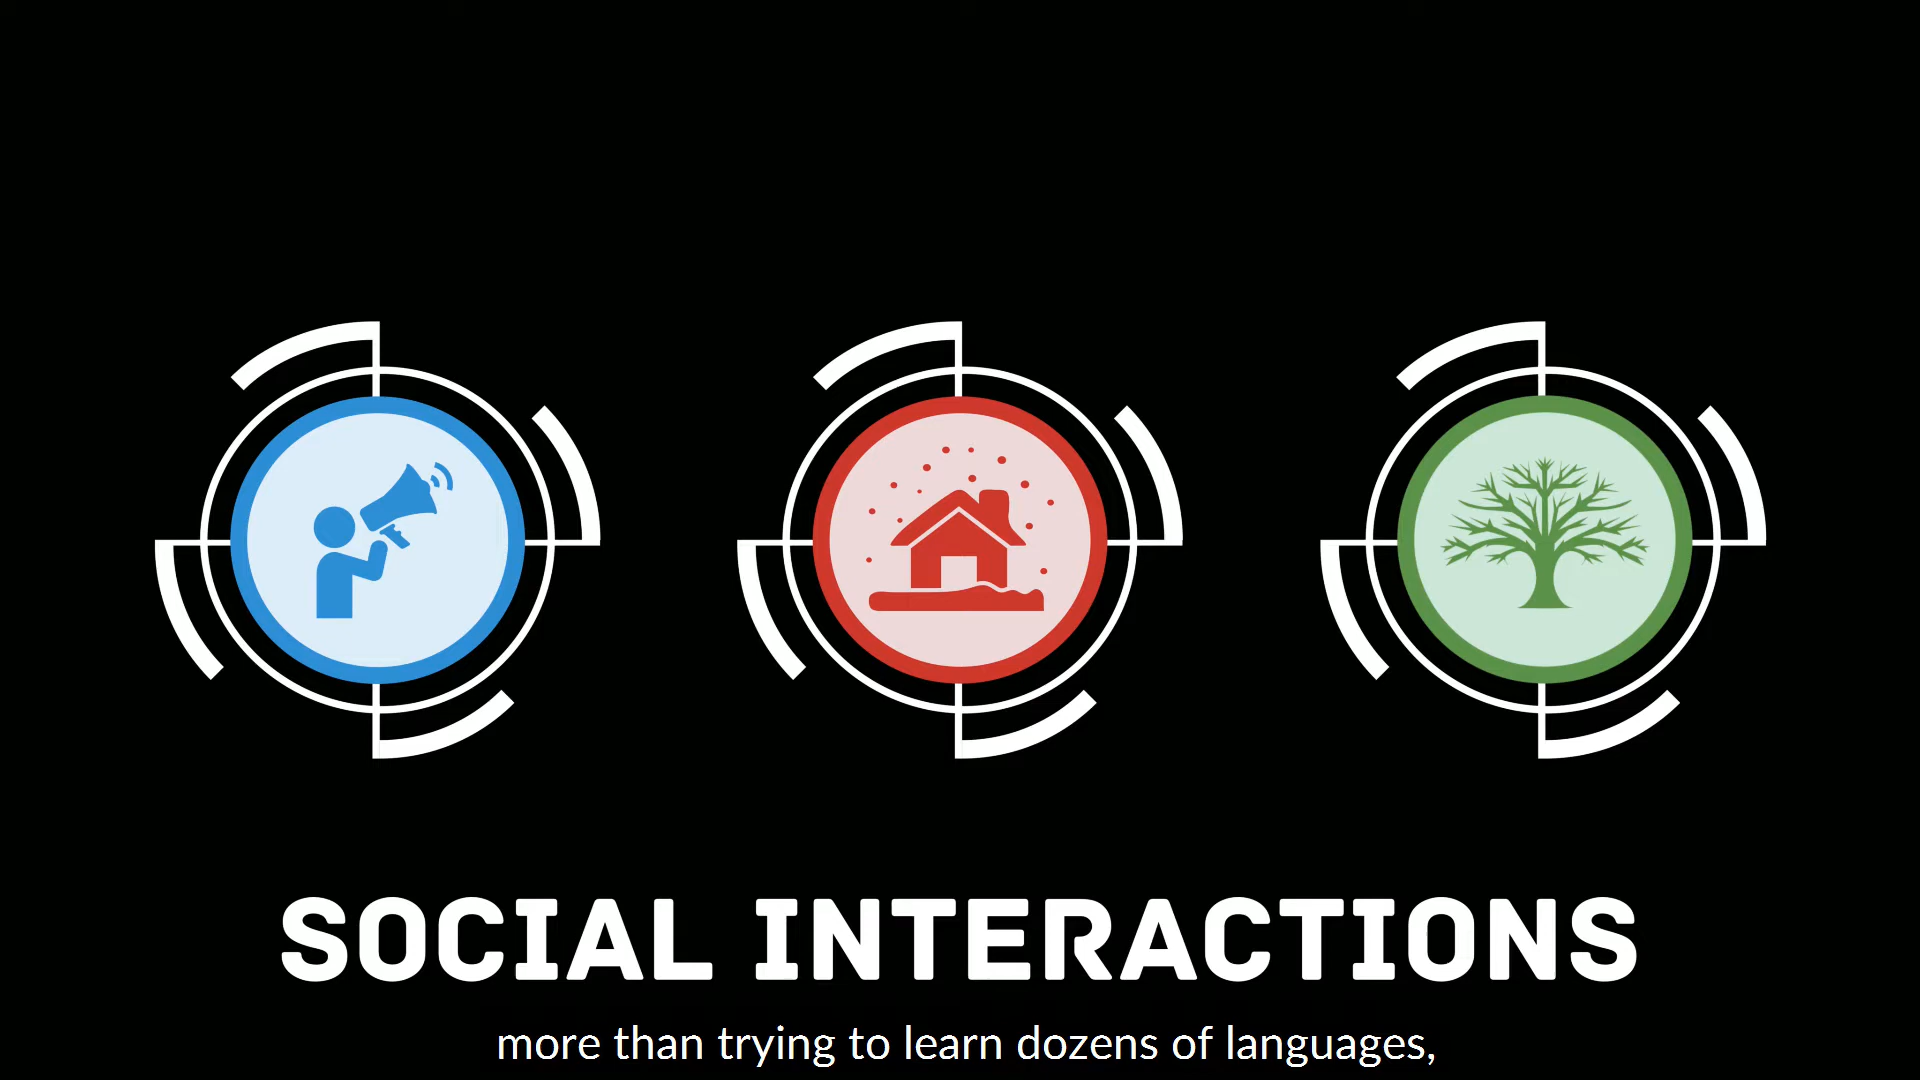 SOCIAL INTERACTIONS
more than trying to learn dozens of languages,